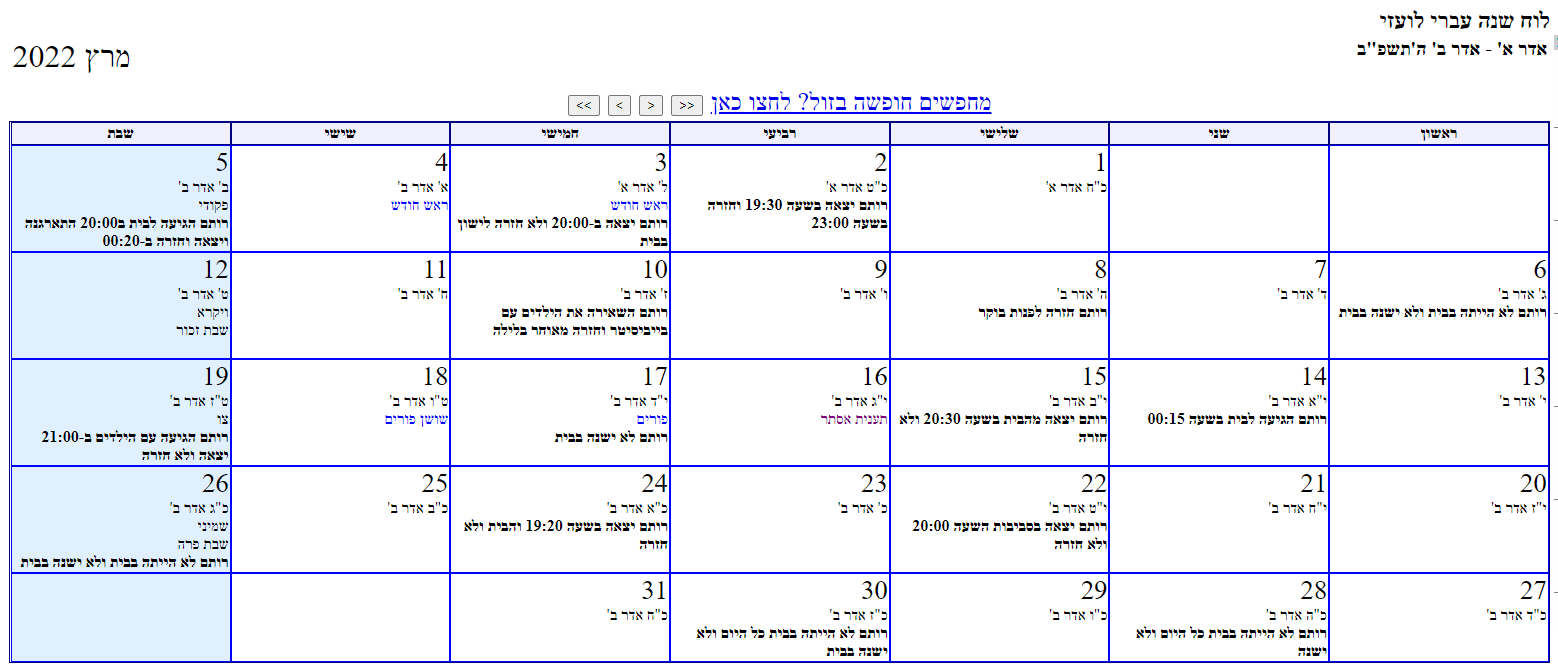 לוח שנה עברי לועזי
אדר א' - אדר ב' ה'תשפ"ב
מרץ 2022
מחפשים חופשה בזול? לחצו כאן >> > < <<
ראשון שני שלישי רביעי חמישי שישי שבת
1
כ"ח אדר א'
2
כ"ט אדר א'
רותם יצאה בשעה 19:30 וחזרה
בשעה 23:00
3
ל' אדר א'
ראש חודש
רותם יצאה ב-20:00 ולא חזרה לישון
בבית
4
א' אדר ב'
ראש חודש
5
ב' אדר ב'
פקודי
רותם הגיעה לבית ב20:00 התארגנה
ויצאה וחזרה ב-00:20
6
ג' אדר ב'
רותם לא הייתה בבית ולא ישנה בבית
7
ד' אדר ב'
8
ה' אדר ב'
רותם חזרה לפנות בוקר
9
ו' אדר ב'
10
ז' אדר ב'
רותם השאירה את הילדים עם
בייביסיטר וחזרה מאוחר בלילה
11
ח' אדר ב'
12
ט' אדר ב'
ויקרא
שבת זכור
13
י' אדר ב'
14
י"א אדר ב'
רותם הגיעה לבית בשעה 00:15
15
י"ב אדר ב'
רותם יצאה מהבית בשעה 20:30 ולא
חזרה
16
י"ג אדר ב'
תענית אסתר
17
י"ד אדר ב'
פורים
רותם לא ישנה בבית
18
ט"ו אדר ב'
שושן פורים
19
ט"ז אדר ב'
צו
רותם הגיעה עם הילדים ב-21:00
יצאה ולא חזרה
20
י"ז אדר ב'
21
י"ח אדר ב'
22
י"ט אדר ב'
רותם יצאה בסביבות השעה 20:00
ולא חזרה
23
כ' אדר ב'
24
כ"א אדר ב'
רותם יצאה בשעה 19:20 והבית ולא
חזרה
25
כ"ב אדר ב'
26
כ"ג אדר ב'
שמיני
שבת פרה
רותם לא הייתה בבית ולא ישנה בבית
27
כ"ד אדר ב'
28
כ"ה אדר ב'
רותם לא הייתה בבית כל היום ולא
ישנה
29
כ"ו אדר ב'
30
כ"ז אדר ב'
רותם לא הייתה בבית כל היום ולא
ישנה בבית
31
כ"ח אדר ב'